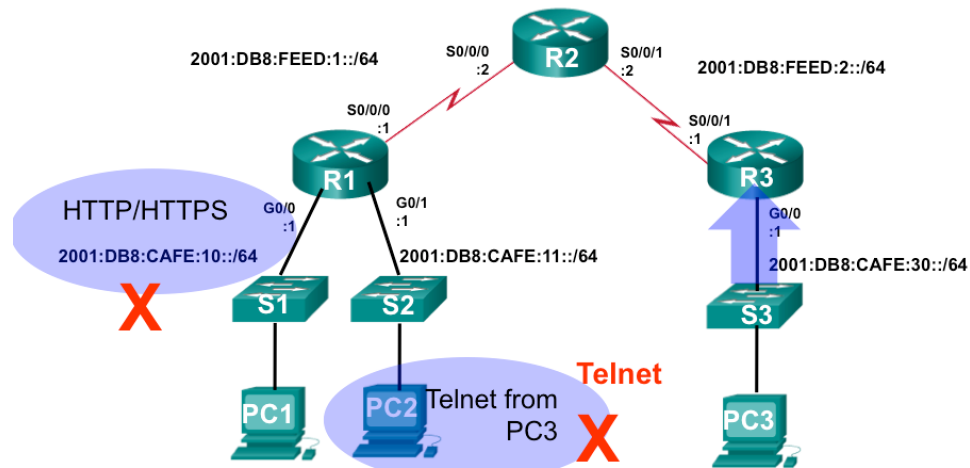 R2
S0/0/0
:2
S0/0/1
:2
2001:DB8:FEED:1::/64
2001:DB8:FEED:2::/64
S0/0/0
:1
S0/0/1
:1
R1
R3
HTTP/HTTPS
G0/0
:1
G0/1
:1
G0/0
:1
2001:DB8:CAFE:10::/64
2001:DB8:CAFE:11::/64
2001:DB8:CAFE:30::/64
X
S1
S2
S3
Telnet
PC1
PC2
Telnet from
PC3
X
PC3